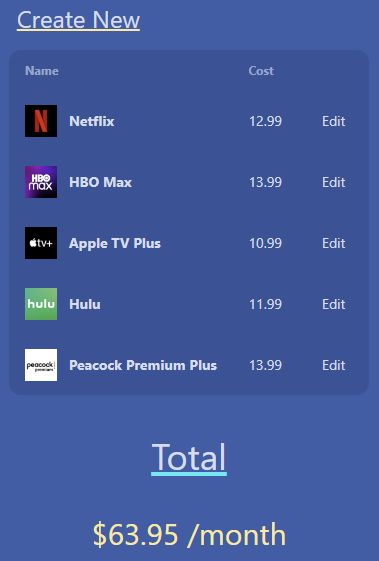 Create New
Name Cost
N Netflix 12.99 Edit
HBO max HBO Max 13.99 Edit
tv+ Apple TV Plus 10.99 Edit
hulu Hulu 11.99 Edit
peacock premium Peacock Premium Plus 13.99 Edit
Total
$63.95 /month